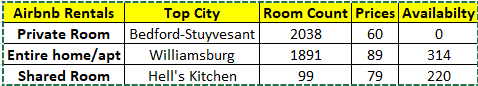 Airbnb Rentals Top City Room Count Prices Availabilty
Private Room Bedford-Stuyvesant 2038 60 0
Entire home/apt Williamsburg 1891 89 314
Shared Room Hell's Kitchen 99 79 220